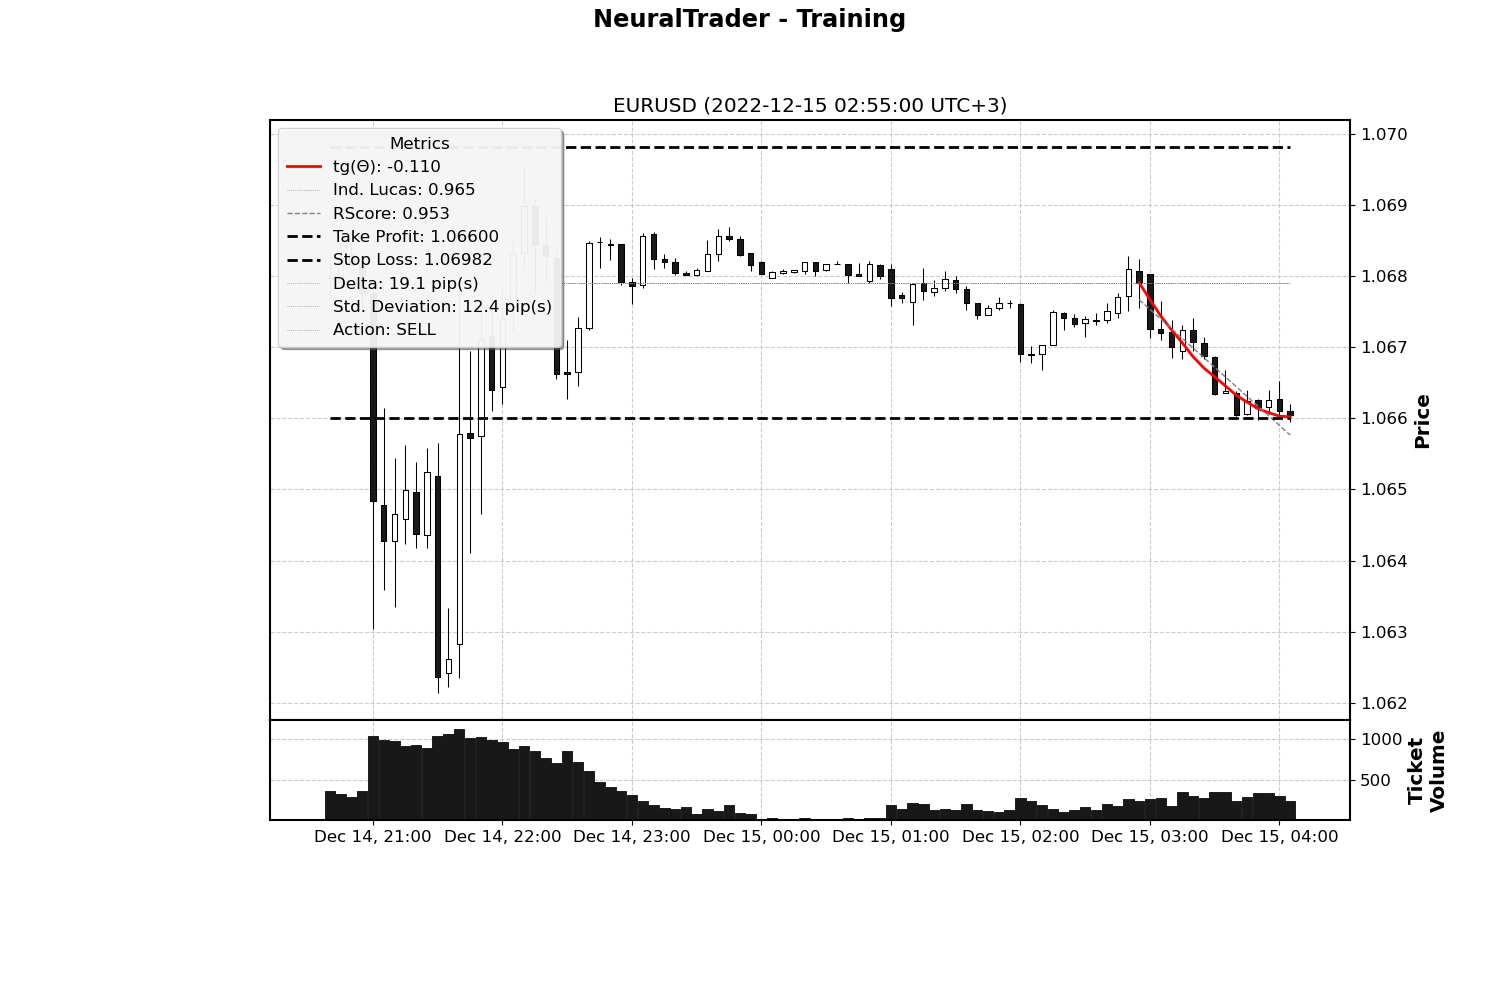 NeuralTrader - Training
EURUSD (2022-12-15 02:55:00 UTC+3)
Metrics
tg(Θ): -0.110
Ind. Lucas: 0.965
RScore: 0.953
Take Profit: 1.06600
Stop Loss: 1.06982
Delta: 19.1 pip(s)
Std. Deviation: 12.4 pip(s)
Action: SELL
1.070
1.069
1.068
1.067
1.066
1.065
1.064
1.063
1.062
Price
1000
500
Ticket
Volume
Dec 14, 21:00 Dec 14, 22:00 Dec 14, 23:00 Dec 15, 00:00 Dec 15, 01:00 Dec 15, 02:00 Dec 15, 03:00 Dec 15, 04:00